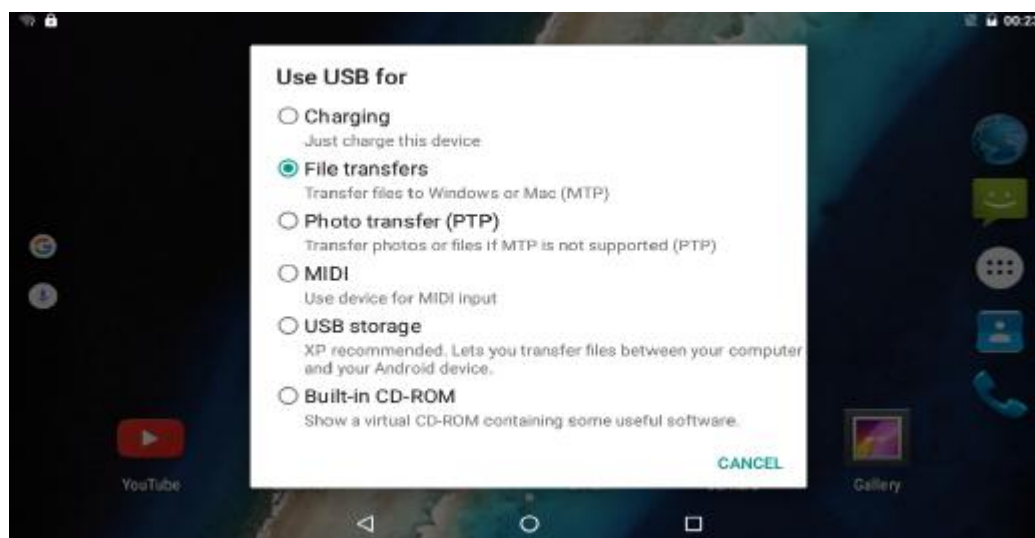 00:2
Use USB for
Charging
Just charge this device
File transfers
Transfer files to Windows or Mac (MTP)
Photo transfer (PTP)
Transfer photos or files if MTP is not supported (PTP)
MIDI
Use device for MIDI input
USB storage
XP recommended. Lets you transfer files between your computer
and your Android device.
Built-in CD-ROM
Show a virtual CD-ROM containing some useful software.
CANCEL
YouTube
Gallery